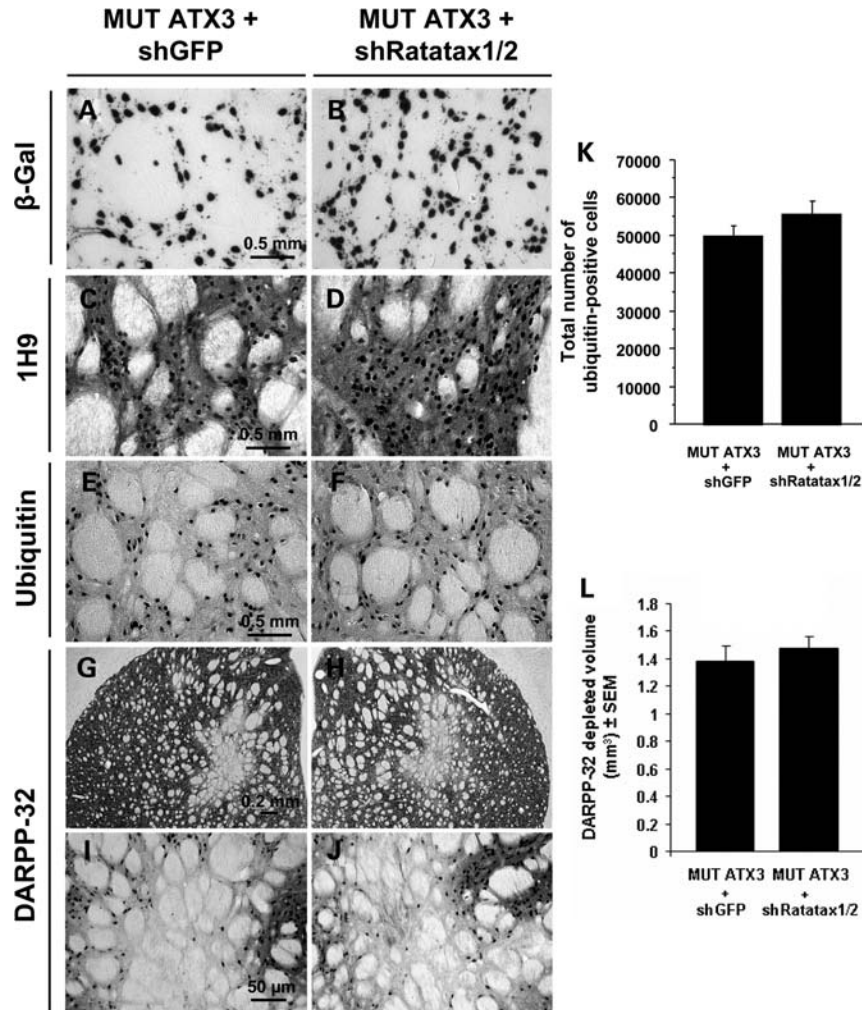 MUT ATX3 +
shGFP
MUT ATX3 +
shRatatax1/2
β-Gal
A
0.5 mm
B
1H9
C
0.5 mm
D
Ubiquitin
E
0.5 mm
F
DARPP-32
G
0.2 mm
H
I
50 µm
J
K
Total number of
ubiquitin-positive cells
70000
60000
50000
40000
30000
20000
10000
0
MUT ATX3
+
shGFP
MUT ATX3
+
shRatatax1/2
L
DARPP-32 depleted volume
(mm³) ± SEM
1.8
1.6
1.4
1.2
1
0.8
0.6
0.4
0.2
0
MUT ATX3
+
shGFP
MUT ATX3
+
shRatatax1/2